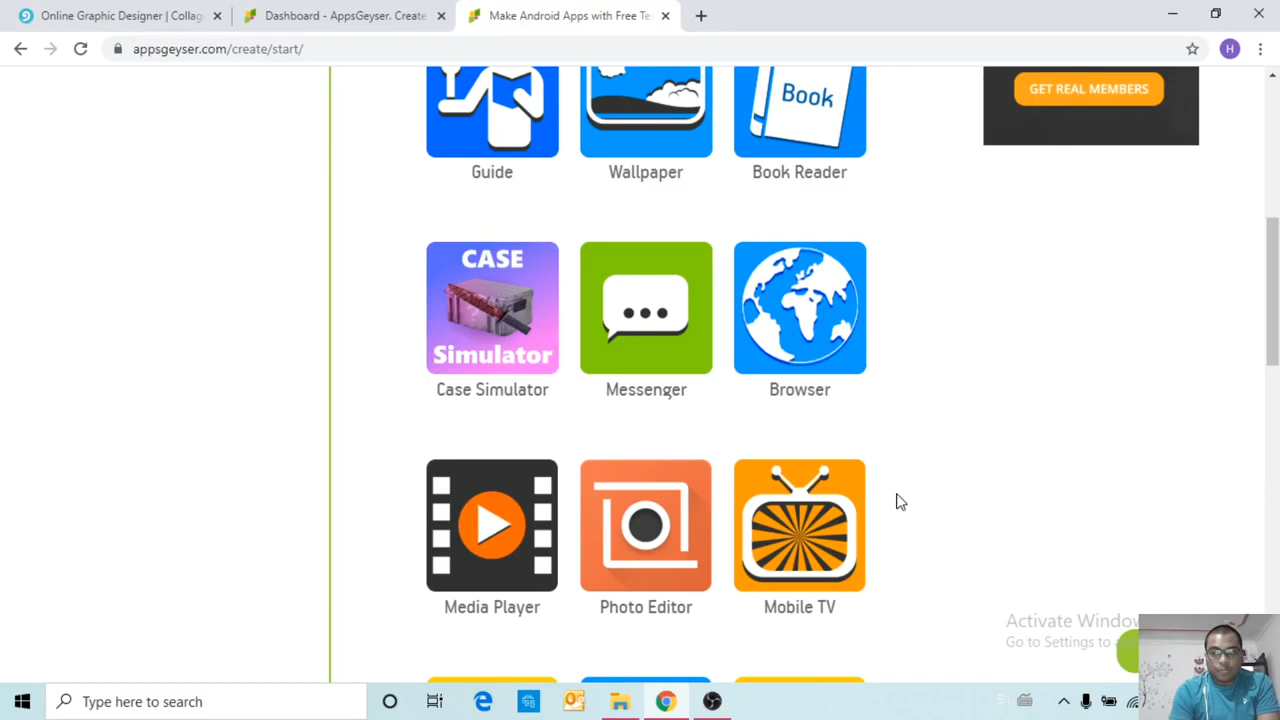 Online Graphic Designer | Collag
Dashboard - AppsGeyser. Create
Make Android Apps with Free Te
appsgeyser.com/create/start/
H
GET REAL MEMBERS
Book
Guide
Wallpaper
Book Reader
CASE
Simulator
Case Simulator
Messenger
Browser
Media Player
Photo Editor
Mobile TV
Activate Windo
Go to Settings to
Type here to search